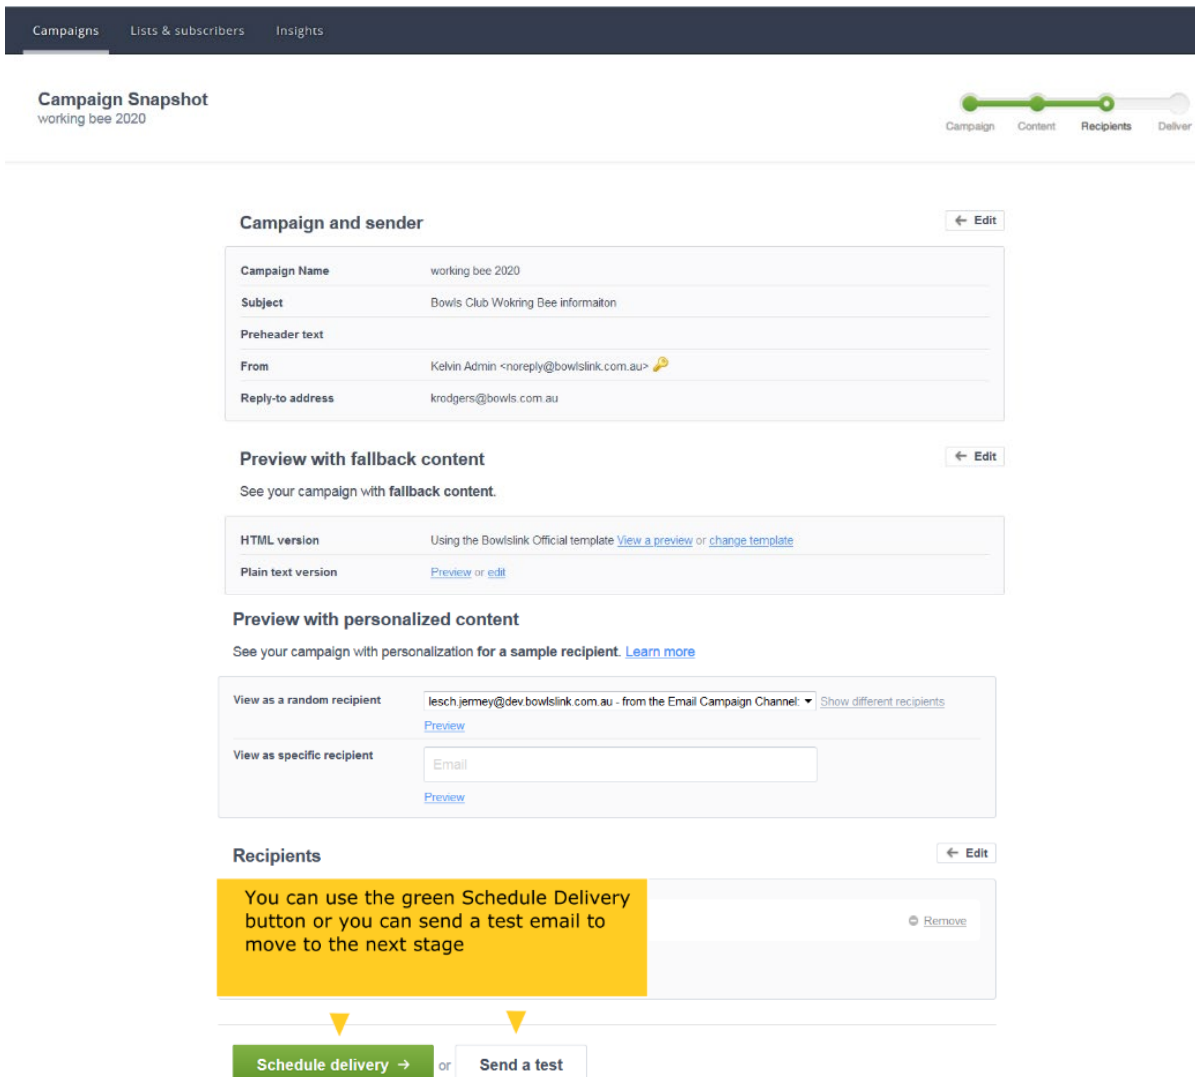 Campaigns Lists & subscribers Insights
Campaign Snapshot
working bee 2020
Campaign Content Recipients Deliver
Campaign and sender
← Edit
Campaign Name working bee 2020
Subject Bowls Club Wokring Bee informaiton
Preheader text
From Kelvin Admin <noreply@bowlslink.com.au>
Reply-to address krodgers@bowls.com.au
Preview with fallback content
← Edit
See your campaign with fallback content.
HTML version Using the Bowlslink Official template View a preview or change template
Plain text version Preview or edit
Preview with personalized content
See your campaign with personalization for a sample recipient. Learn more
View as a random recipient lesch.jermey@dev.bowlslink.com.au - from the Email Campaign Channel: Show different recipients
Preview
View as specific recipient Email
Preview
Recipients
← Edit
You can use the green Schedule Delivery
button or you can send a test email to
move to the next stage
Remove
Schedule delivery → or Send a test